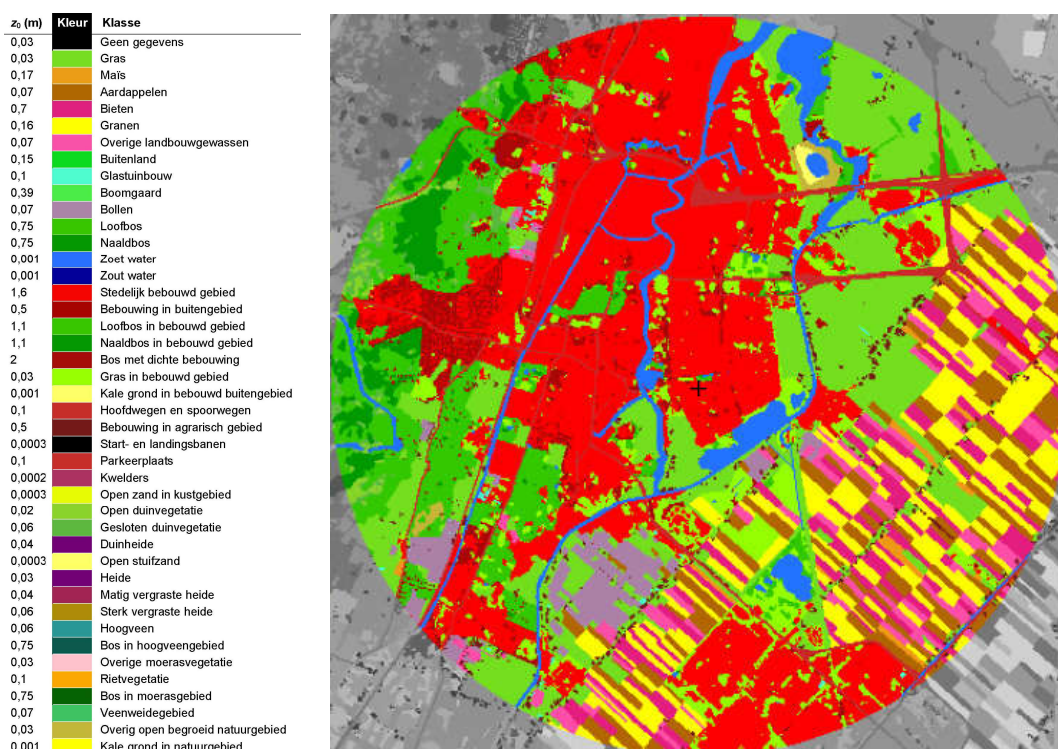 z₀ (m) Kleur Klasse
0,03 Geen gegevens
0,03 Gras
0,17 Maïs
0,07 Aardappelen
0,7 Bieten
0,16 Granen
0,07 Overige landbouwgewassen
0,15 Buitenland
0,1 Glastuinbouw
0,39 Boomgaard
0,07 Bollen
0,75 Loofbos
0,75 Naaldbos
0,001 Zoet water
0,001 Zout water
1,6 Stedelijk bebouwd gebied
0,5 Bebouwing in buitengebied
1,1 Loofbos in bebouwd gebied
1,1 Naaldbos in bebouwd gebied
2 Bos met dichte bebouwing
0,03 Gras in bebouwd gebied
0,001 Kale grond in bebouwd buitengebied
0,1 Hoofdwegen en spoorwegen
0,5 Bebouwing in agrarisch gebied
0,0003 Start- en landingsbanen
0,1 Parkeerplaats
0,0002 Kwelders
0,0003 Open zand in kustgebied
0,02 Open duinvegetatie
0,06 Gesloten duinvegetatie
0,04 Duinheide
0,0003 Open stuifzand
0,03 Heide
0,04 Matig vergraste heide
0,06 Sterk vergraste heide
0,06 Hoogveen
0,75 Bos in hoogveengebied
0,03 Overige moerasvegetatie
0,1 Rietvegetatie
0,75 Bos in moerasgebied
0,07 Veenweidegebied
0,03 Overig open begroeid natuurgebied
0,001 Kale grond in natuurgebied